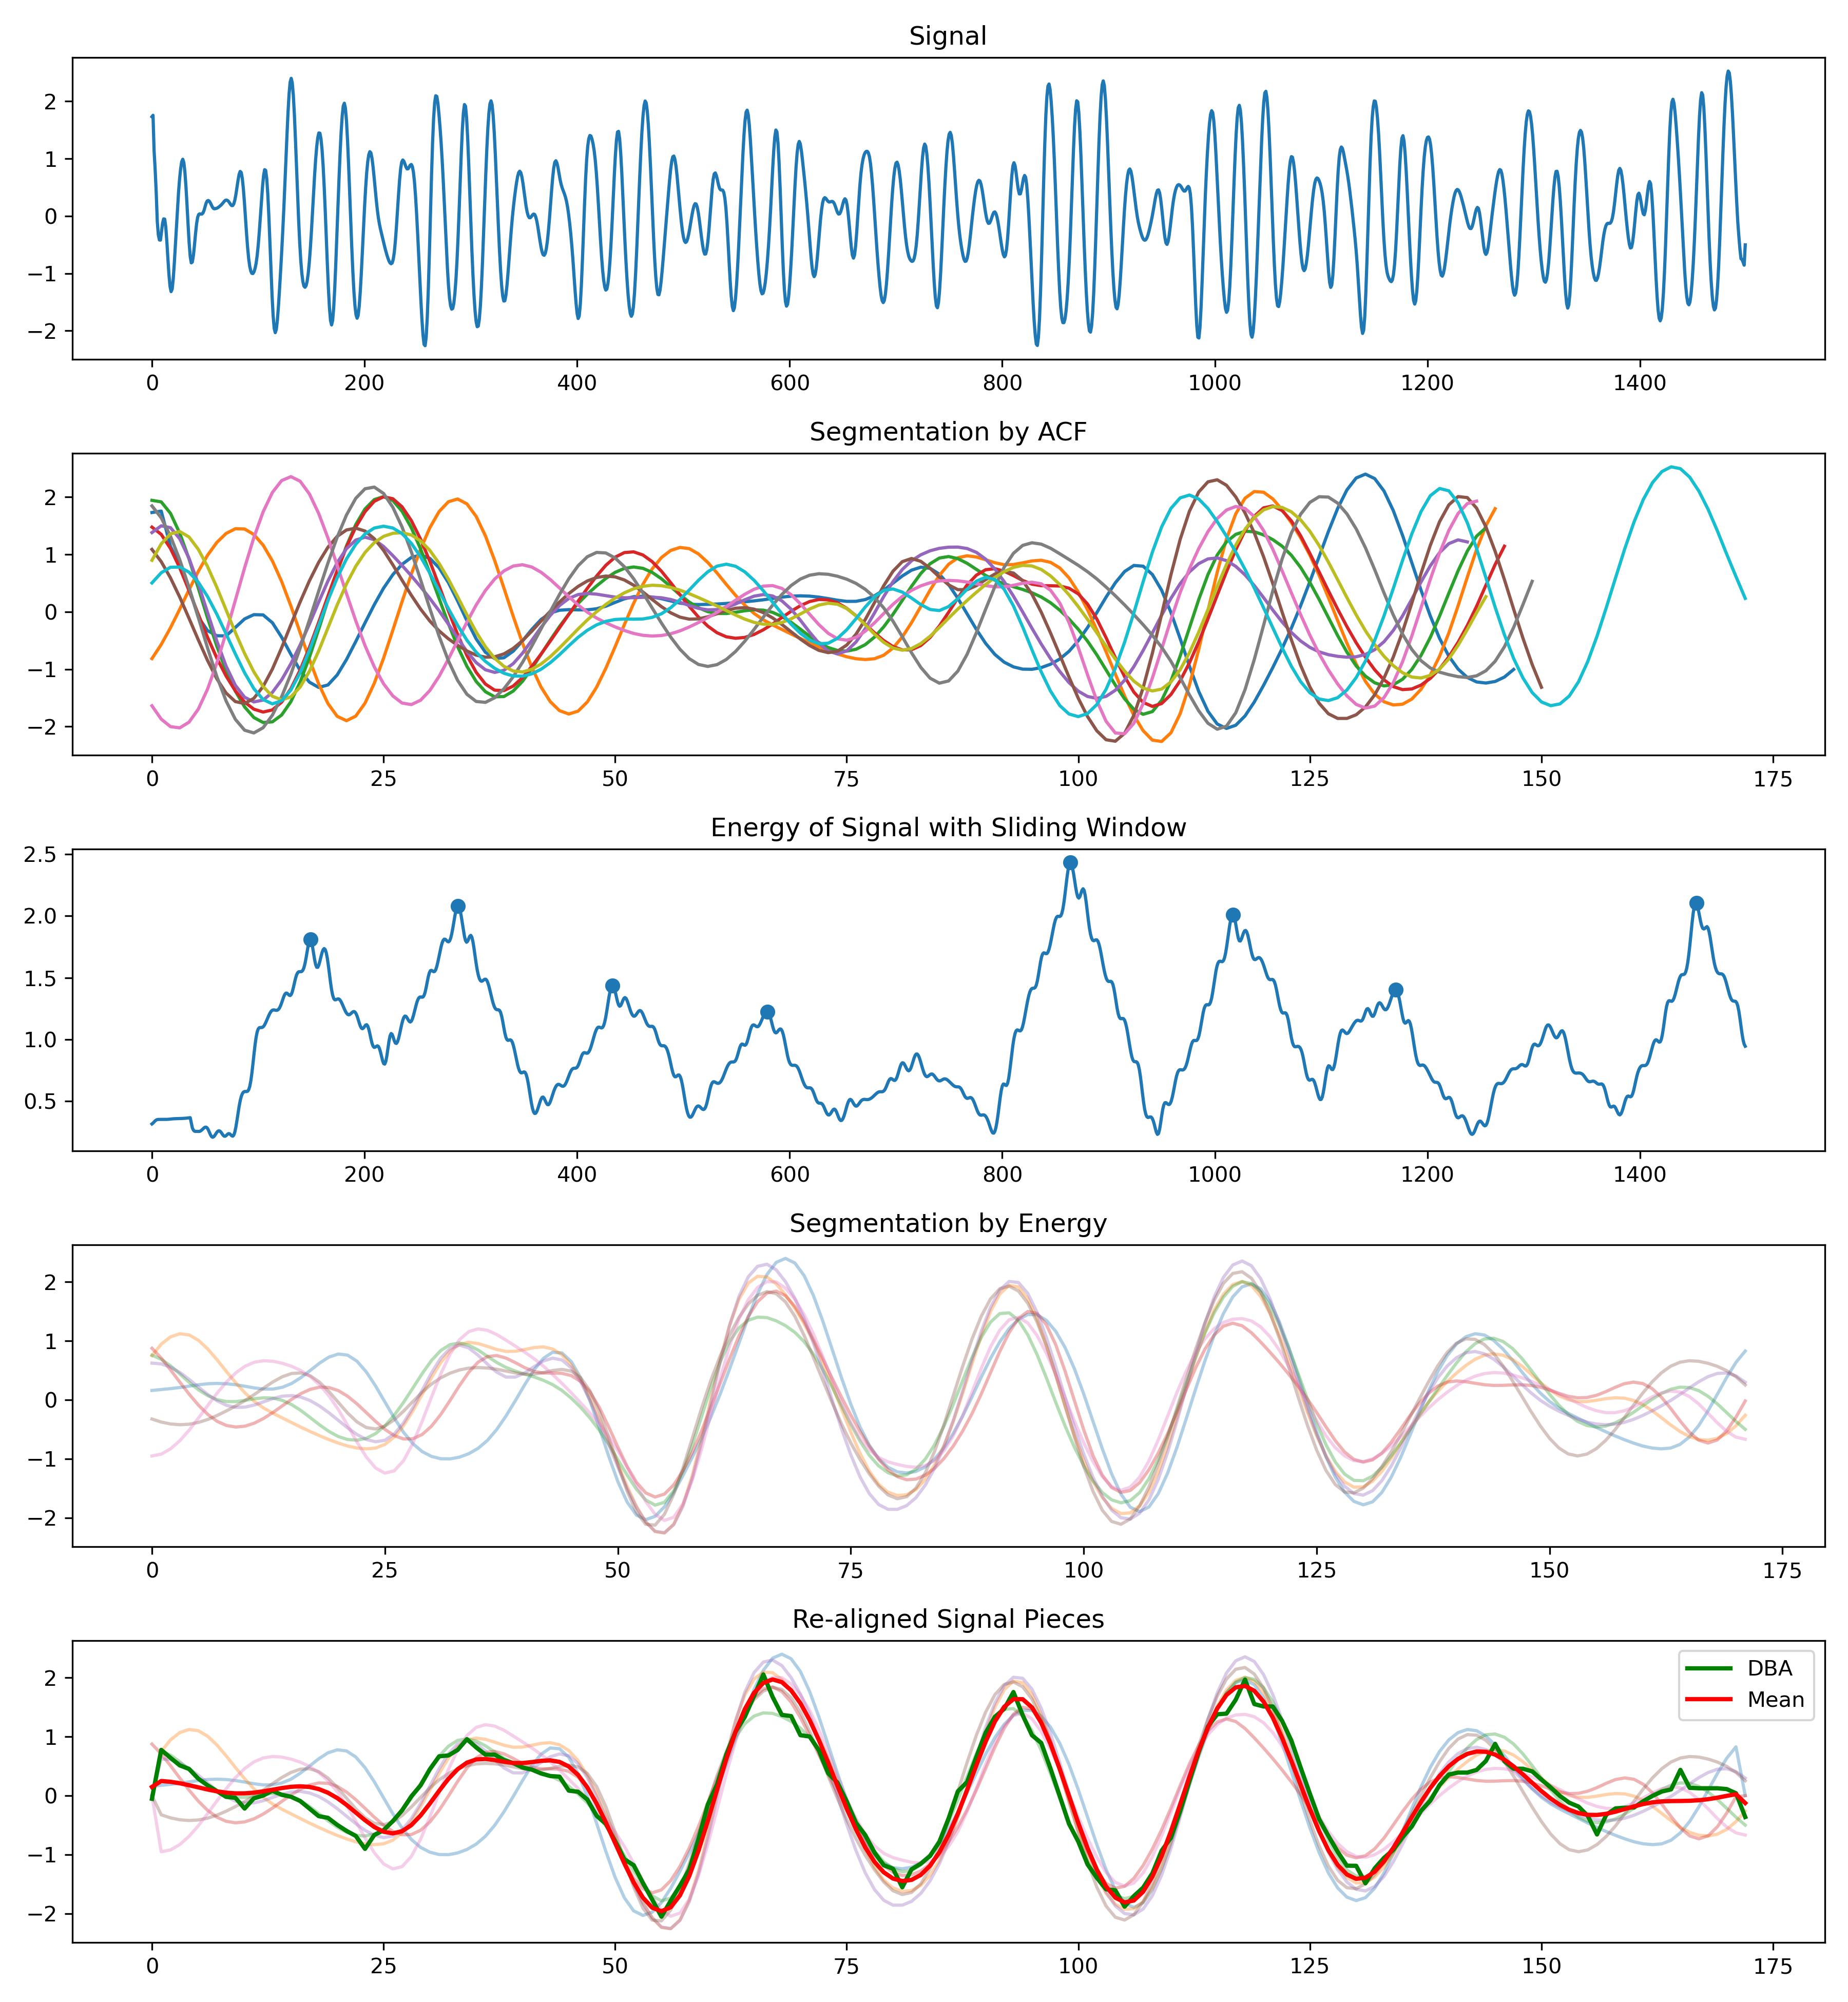 Signal
2
1
0
−1
−2
0 200 400 600 800 1000 1200 1400
Segmentation by ACF
2
1
0
−1
−2
0 25 50 75 100 125 150 175
Energy of Signal with Sliding Window
2.5
2.0
1.5
1.0
0.5
0 200 400 600 800 1000 1200 1400
Segmentation by Energy
2
1
0
−1
−2
0 25 50 75 100 125 150 175
Re-aligned Signal Pieces
DBA
Mean
2
1
0
−1
−2
0 25 50 75 100 125 150 175